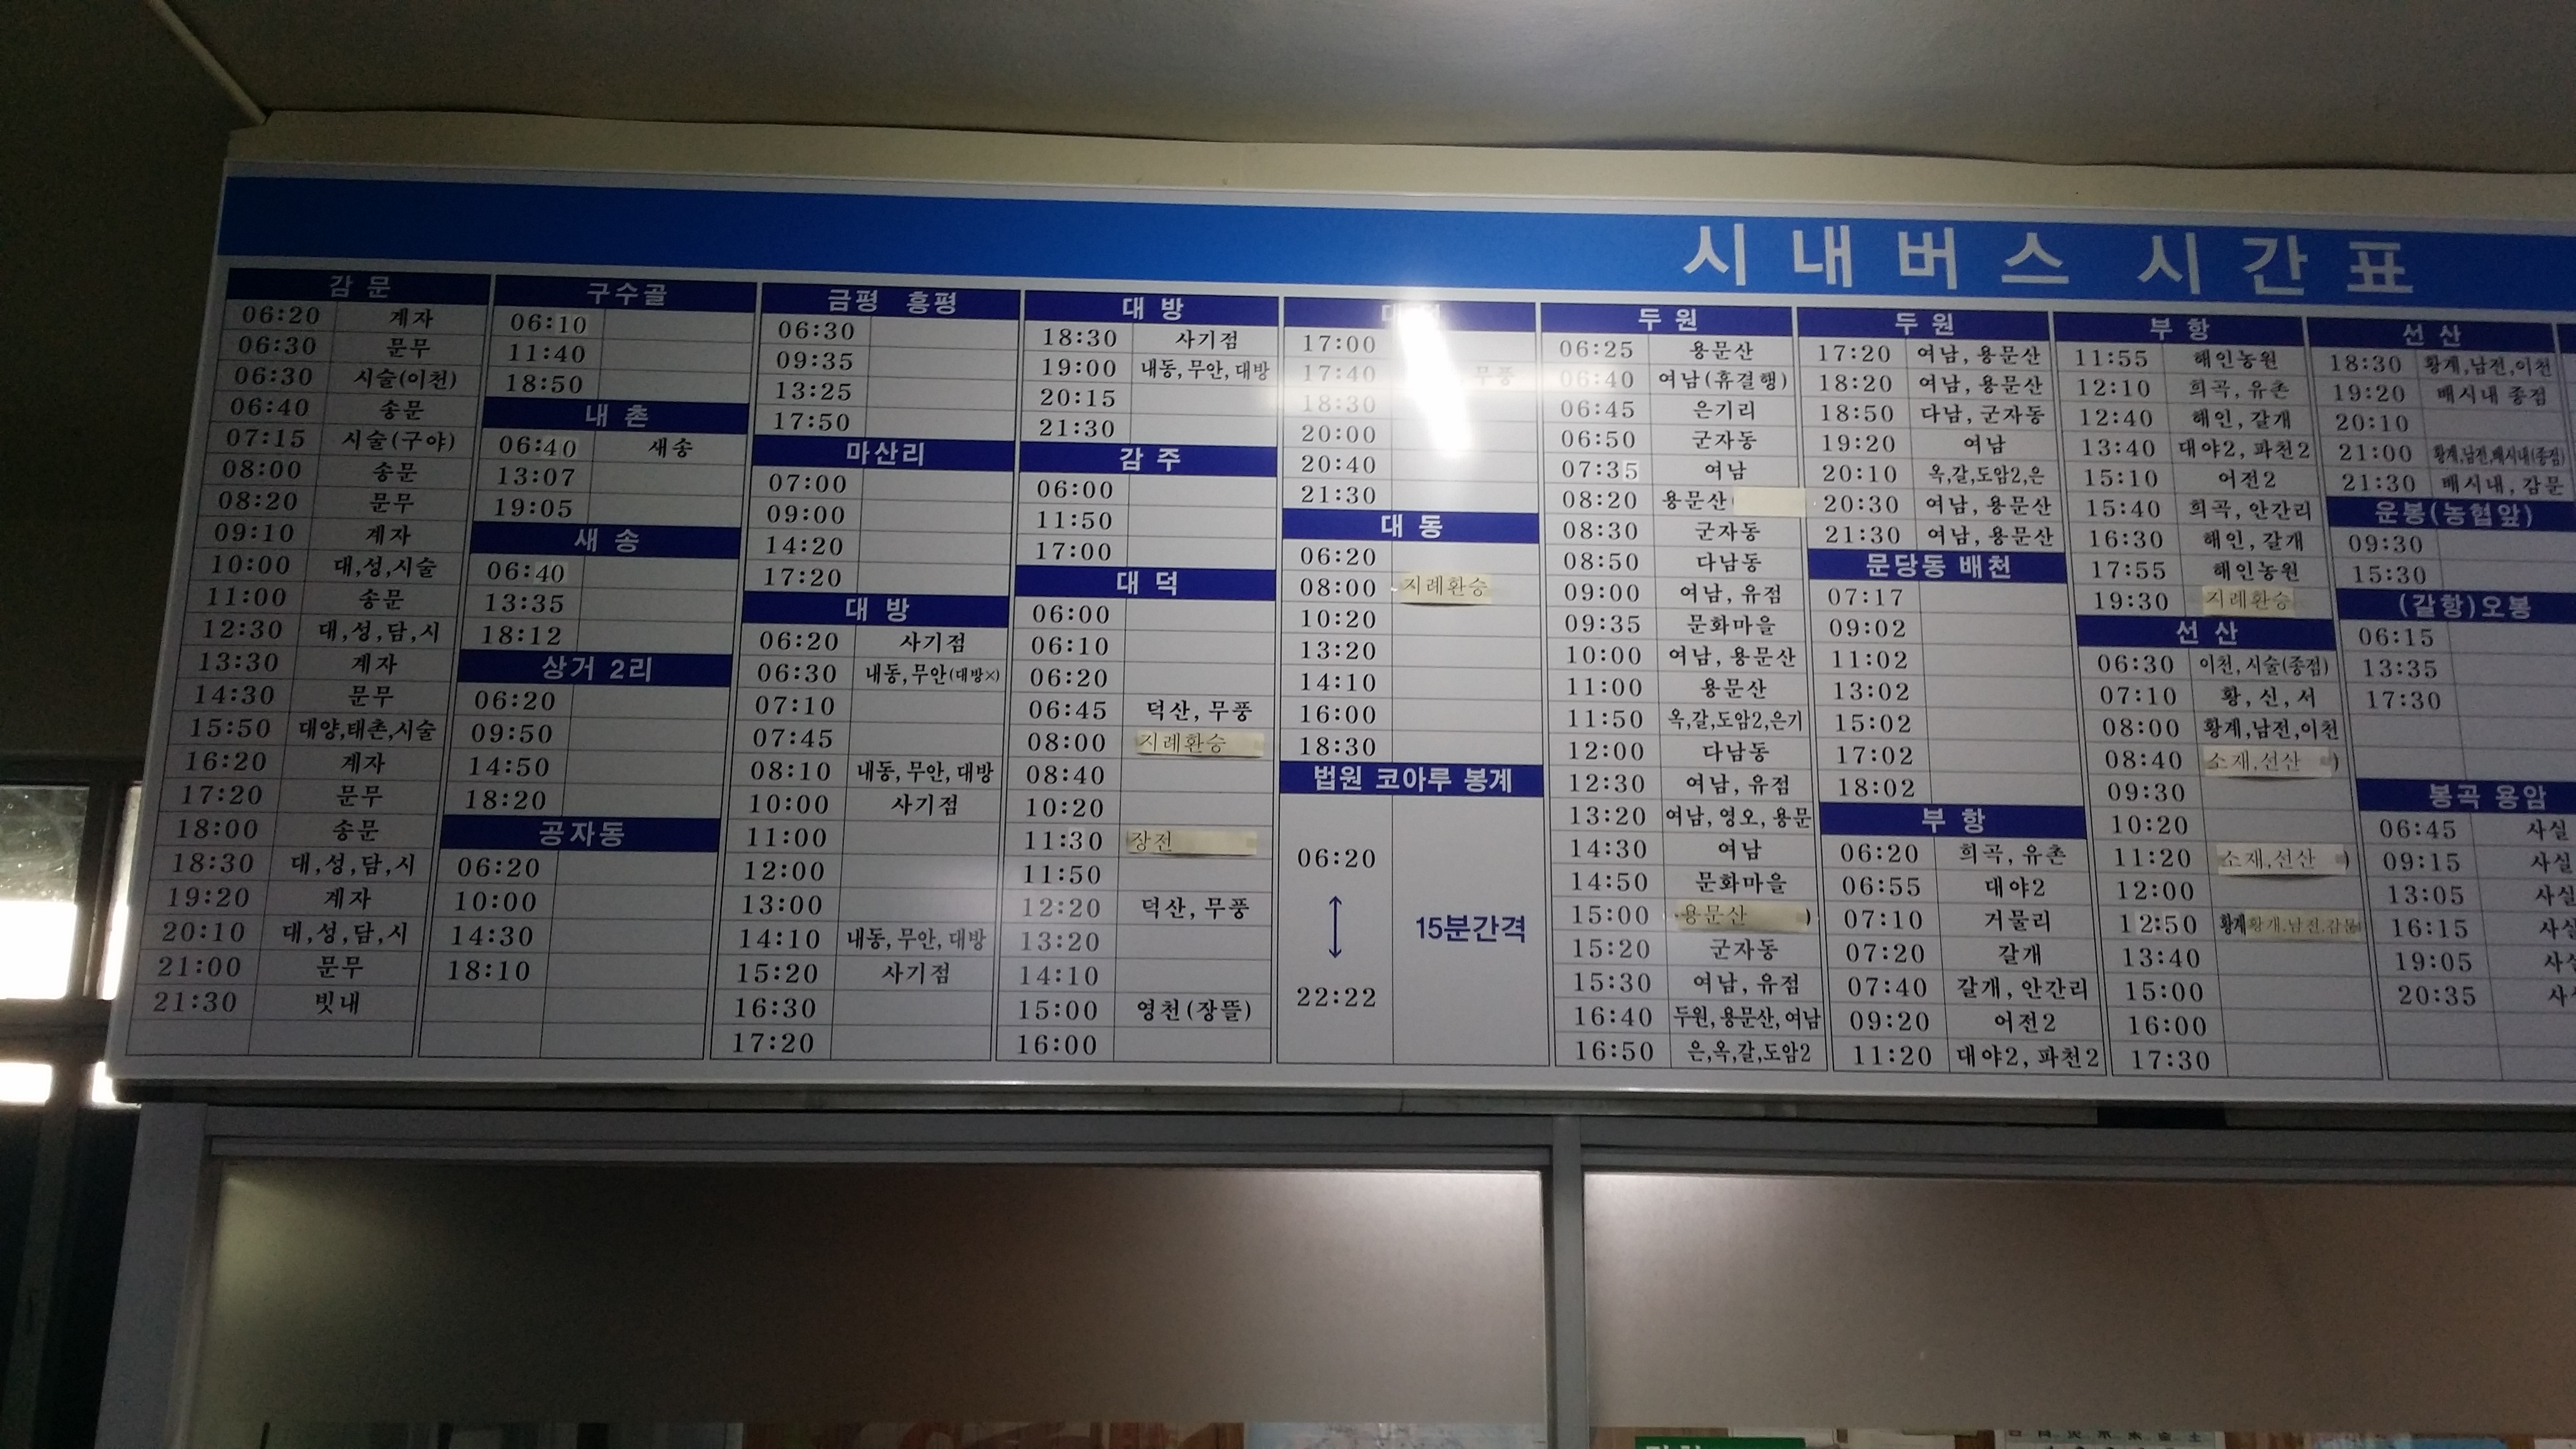 시내버스 시간표
감문
06:20 계자
06:30 문무
06:30 시술(이천)
06:40 송문
07:15 시술(구야)
08:00 송문
08:20 문무
09:10 계자
10:00 대,성,시술
11:00 송문
12:30 대,성,담,시
13:30 계자
14:30 문무
15:50 대양,태촌,시술
16:20 계자
17:20 문무
18:00 송문
18:30 대,성,담,시
19:20 계자
20:10 대,성,담,시
21:00 문무
21:30 빗내
구수골
06:10
11:40
18:50
내촌
06:40 새송
13:07
19:05
새송
06:40
13:35
18:12
상거 2리
06:20
09:50
14:50
18:20
공자동
06:20
10:00
14:30
18:10
금평 흥평
06:30
09:35
13:25
17:50
마산리
07:00
09:00
14:20
17:20
대방
06:20 사기점
06:30 내동,무안(대방×)
07:10
07:45
08:10 내동,무안,대방
10:00 사기점
11:00
12:00
13:00
14:10 내동,무안,대방
15:20 사기점
16:30
17:20
대방
18:30 사기점
19:00 내동,무안,대방
20:15
21:30
감주
06:00
11:50
17:00
대덕
06:00
06:10
06:20
06:45 덕산,무풍
08:00 지례환승
08:40
10:20
11:30 장전
11:50
12:20 덕산,무풍
13:20
14:10
15:00 영천(장뜰)
16:00
17:00
17:40 무풍
18:30
20:00
20:40
21:30
대동
06:20
08:00 지례환승
10:20
13:20
14:10
16:00
18:30
법원 코아루 봉계
06:20
↕ 15분간격
22:22
두원
06:25 용문산
06:40 여남(휴결행)
06:45 은기리
06:50 군자동
07:35 여남
08:20 용문산
08:30 군자동
08:50 다남동
09:00 여남,유점
09:35 문화마을
10:00 여남,용문산
11:00 용문산
11:50 옥,갈,도암2,은기
12:00 다남동
12:30 여남,유점
13:20 여남,영오,용문
14:30 여남
14:50 문화마을
15:00 용문산 )
15:20 군자동
15:30 여남,유점
16:40 두원,용문산,여남
16:50 은,옥,갈,도암2
두원
17:20 여남,용문산
18:20 여남,용문산
18:50 다남,군자동
19:20 여남
20:10 옥,갈,도암2,은
20:30 여남,용문산
21:30 여남,용문산
문당동 배천
07:17
09:02
11:02
13:02
15:02
17:02
18:02
부항
06:20 희곡,유촌
06:55 대야2
07:10 거물리
07:20 갈개
07:40 갈개,안간리
09:20 어전2
11:20 대야2,파천2
부항
11:55 해인농원
12:10 희곡,유촌
12:40 해인,갈개
13:40 대야2,파천2
15:10 어전2
15:40 희곡,안간리
16:30 해인,갈개
17:55 해인농원
19:30 지례환승
선산
06:30 이천,시술(종점)
07:10 황,신,서
08:00 황계,남전,이천
08:40 소재,선산 )
09:30
10:20
11:20 소재,선산 )
12:00
12:50 황계황개,남전,감문
13:40
15:00
16:00
17:30
선산
18:30 황계,남전,이천
19:20 배시내 종점
20:10
21:00 황계,남전,배시내(종점)
21:30 배시내,감문
운봉(농협앞)
09:30
15:30
(갈항)오봉
06:15
13:35
17:30
봉곡 용암
06:45 사실
09:15 사실
13:05 사실
16:15 사실
19:05
20:35